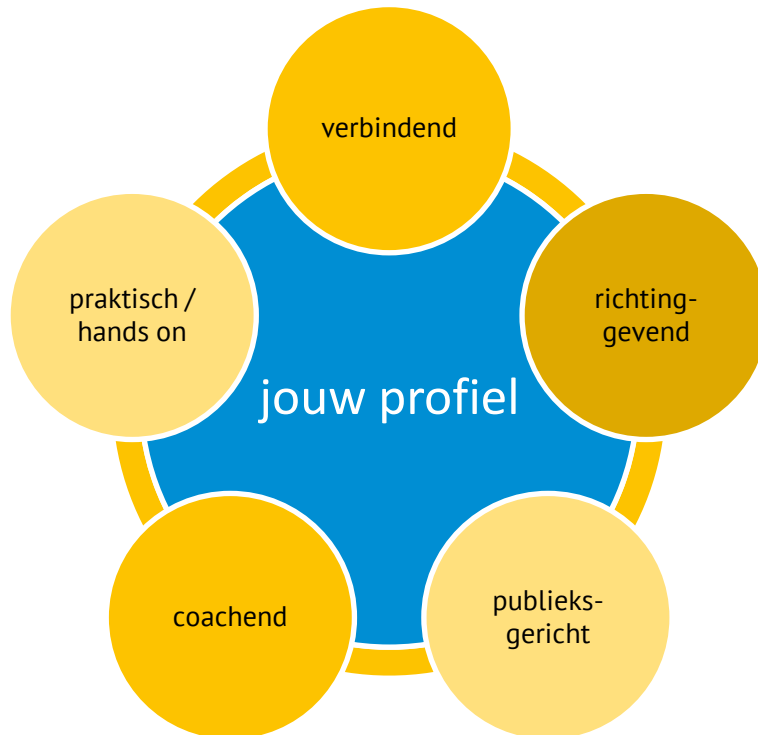 verbindend
praktisch /
hands on
richting-
gevend
jouw profiel
coachend
publieks-
gericht